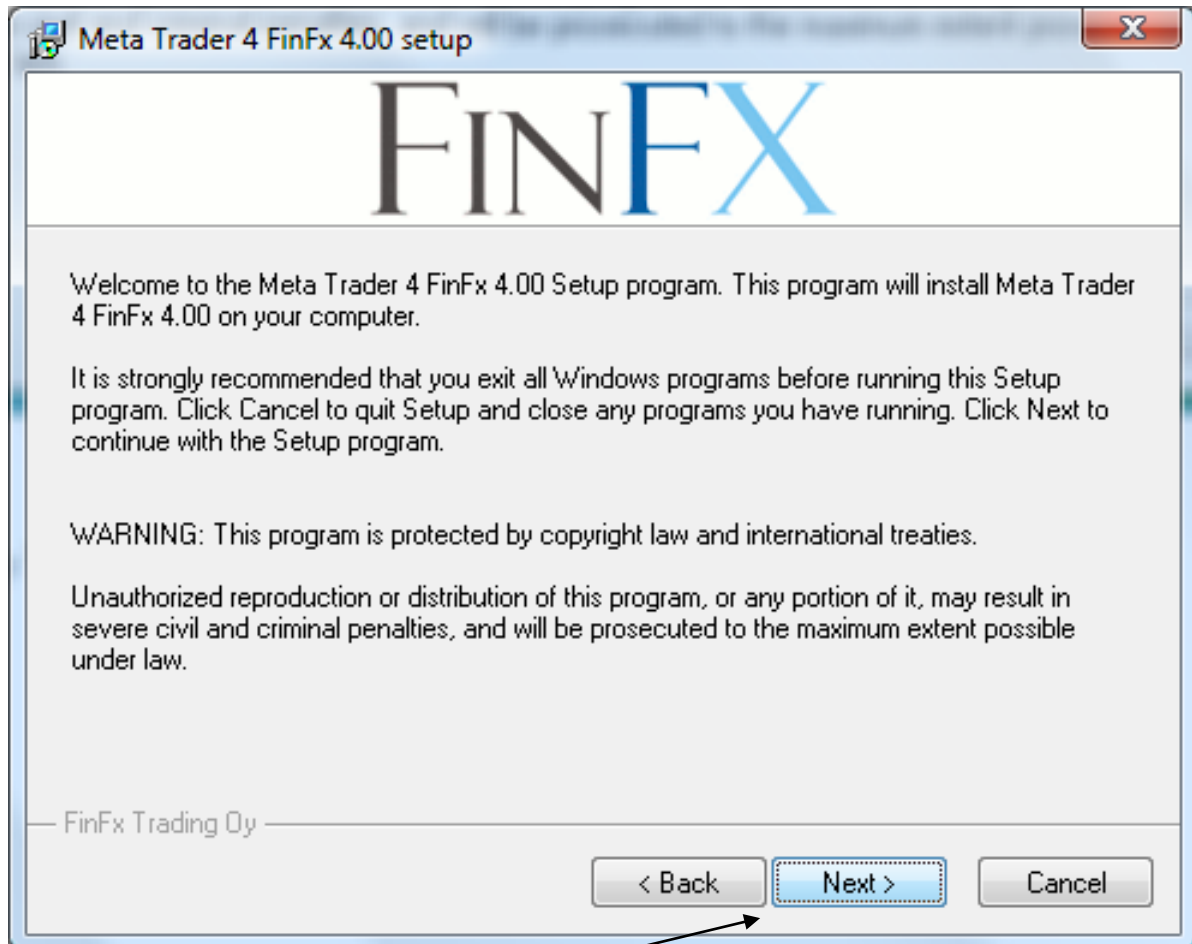 Meta Trader 4 FinFx 4.00 setup
FINFX
Welcome to the Meta Trader 4 FinFx 4.00 Setup program. This program will install Meta Trader
4 FinFx 4.00 on your computer.
It is strongly recommended that you exit all Windows programs before running this Setup
program. Click Cancel to quit Setup and close any programs you have running. Click Next to
continue with the Setup program.
WARNING: This program is protected by copyright law and international treaties.
Unauthorized reproduction or distribution of this program, or any portion of it, may result in
severe civil and criminal penalties, and will be prosecuted to the maximum extent possible
under law.
FinFx Trading Oy
< Back Next > Cancel